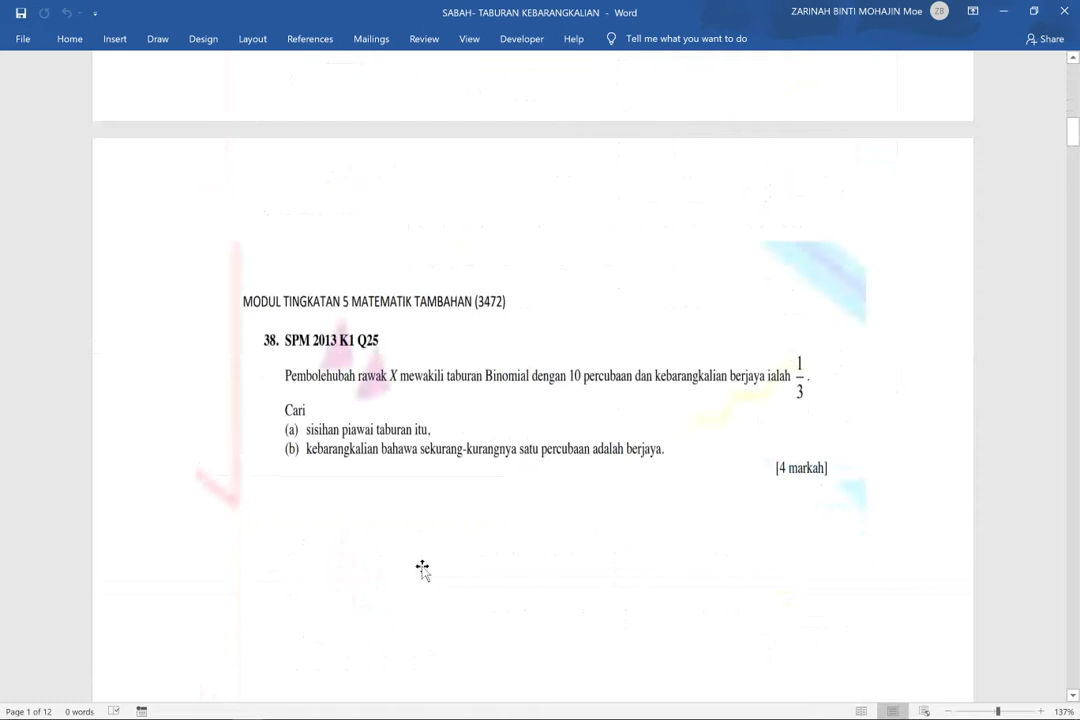 SABAH- TABURAN KEBARANGKALIAN - Word
ZARINAH BINTI MOHAJIN Moe ZB
File Home Insert Draw Design Layout References Mailings Review View Developer Help Tell me what you want to do Share
MODUL TINGKATAN 5 MATEMATIK TAMBAHAN (3472)
38. SPM 2013 K1 Q25
Pembolehubah rawak X mewakili taburan Binomial dengan 10 percubaan dan kebarangkalian berjaya ialah 1/3 .
Cari
(a) sisihan piawai taburan itu,
(b) kebarangkalian bahawa sekurang-kurangnya satu percubaan adalah berjaya.
[4 markah]
Page 1 of 12 0 words 137%